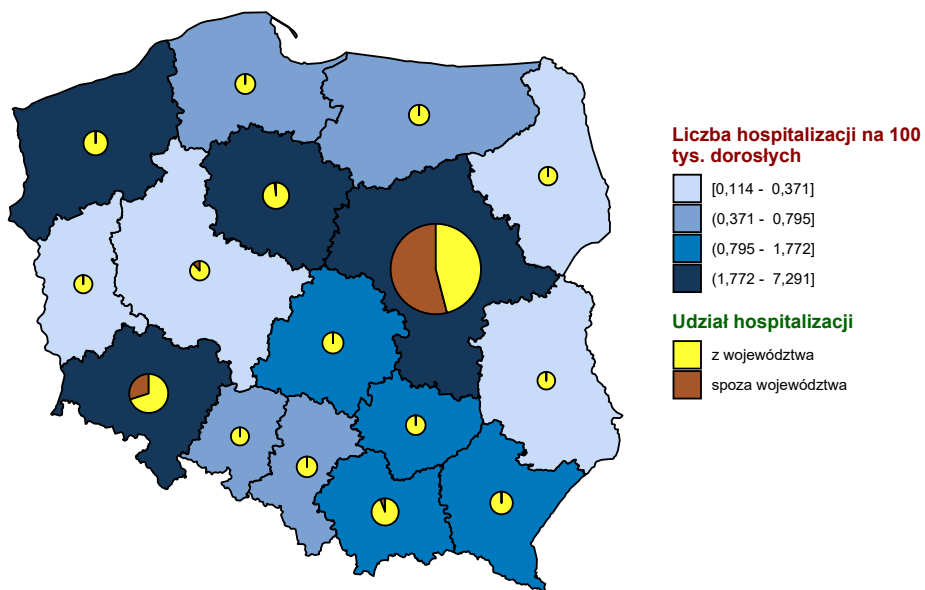 Liczba hospitalizacji na 100
tys. dorosłych
[0,114 - 0,371]
(0,371 - 0,795]
(0,795 - 1,772]
(1,772 - 7,291]
Udział hospitalizacji
z województwa
spoza województwa